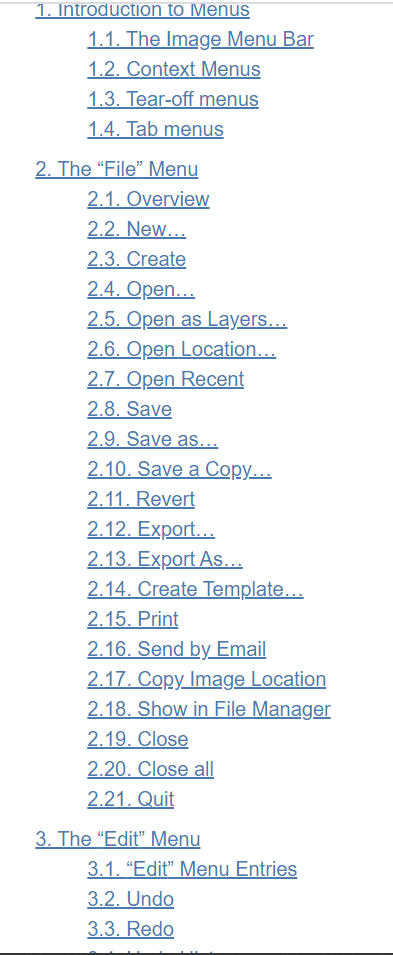 1. Introduction to Menus
1.1. The Image Menu Bar
1.2. Context Menus
1.3. Tear-off menus
1.4. Tab menus
2. The “File” Menu
2.1. Overview
2.2. New…
2.3. Create
2.4. Open…
2.5. Open as Layers…
2.6. Open Location…
2.7. Open Recent
2.8. Save
2.9. Save as…
2.10. Save a Copy…
2.11. Revert
2.12. Export…
2.13. Export As…
2.14. Create Template…
2.15. Print
2.16. Send by Email
2.17. Copy Image Location
2.18. Show in File Manager
2.19. Close
2.20. Close all
2.21. Quit
3. The “Edit” Menu
3.1. “Edit” Menu Entries
3.2. Undo
3.3. Redo